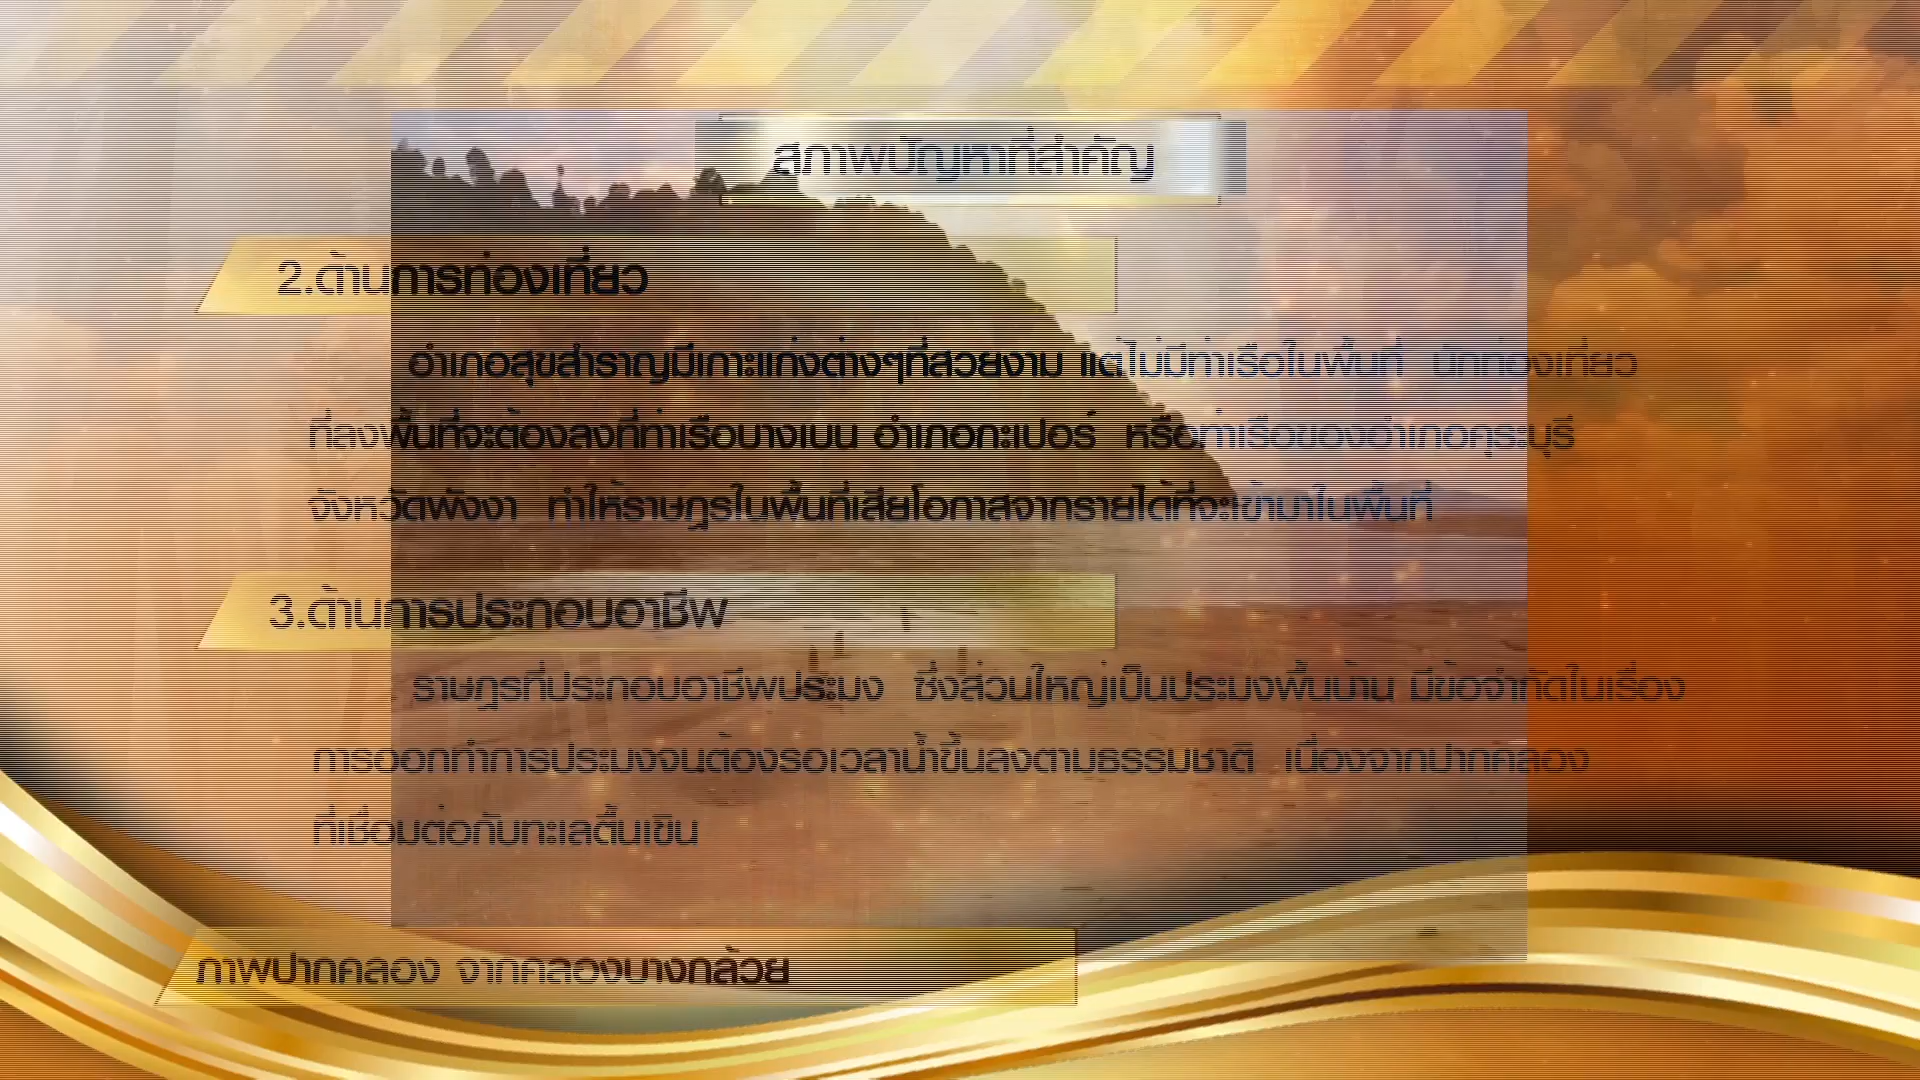 สภาพปัญหาที่สำคัญ
2.ด้านการท่องเที่ยว
อำเภอสุขสำราญมีเกาะแก่งต่างๆที่สวยงาม แต่ไม่มีท่าเรือในพื้นที่ นักท่องเที่ยว
ที่ลงพื้นที่จะต้องลงที่ท่าเรือบางเบน อำเภอกะเปอร์ หรือท่าเรือของอำเภอคุระบุรี
จังหวัดพังงา ทำให้ราษฎรในพื้นที่เสียโอกาสจากรายได้ที่จะเข้ามาในพื้นที่
3.ด้านการประกอบอาชีพ
ราษฎรที่ประกอบอาชีพประมง ซึ่งส่วนใหญ่เป็นประมงพื้นบ้าน มีข้อจำกัดในเรื่อง
การออกทำการประมงจนต้องรอเวลาน้ำขึ้นลงตามธรรมชาติ เนื่องจากปากคลอง
ที่เชื่อมต่อกับทะเลตื้นเขิน
ภาพปากคลอง จากคลองบางกล้วย